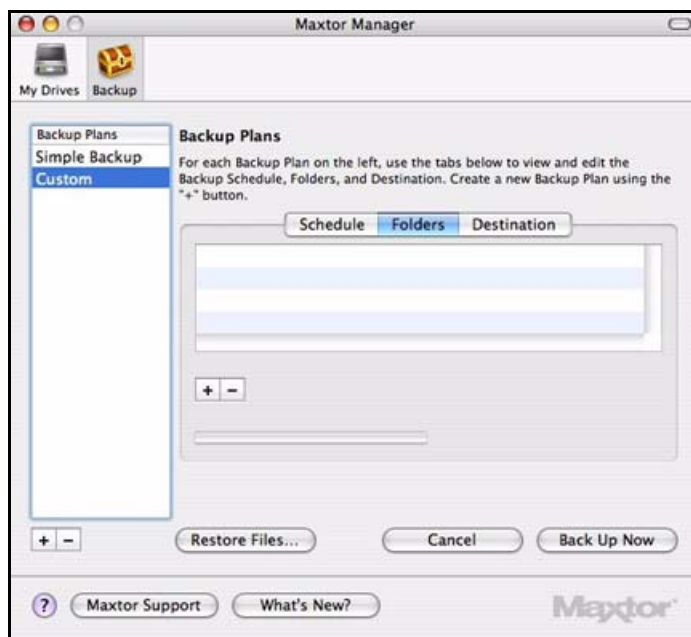 Maxtor Manager
My Drives
Backup
Backup Plans
Simple Backup
Custom
Backup Plans
For each Backup Plan on the left, use the tabs below to view and edit the
Backup Schedule, Folders, and Destination. Create a new Backup Plan using the
"+" button.
Schedule Folders Destination
+ −
+ −
Restore Files... Cancel Back Up Now
? Maxtor Support What's New? Maxtor